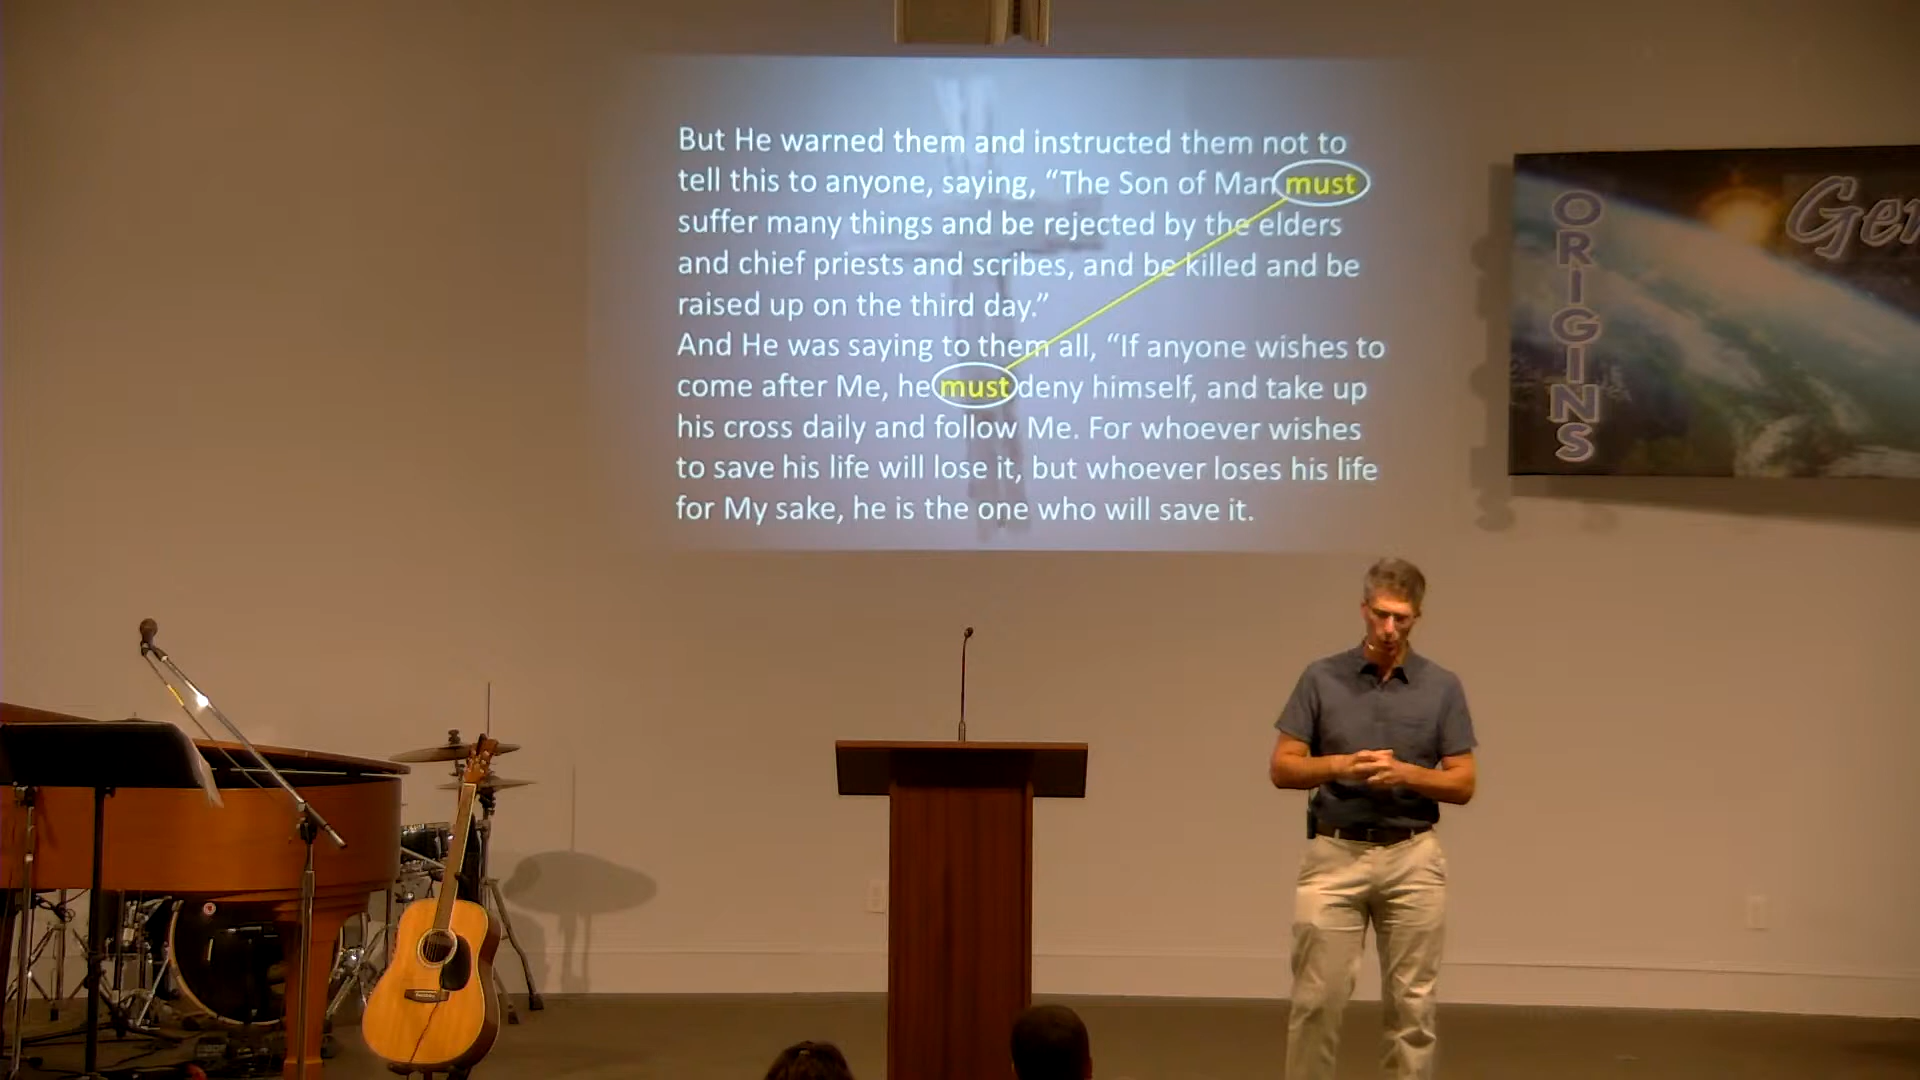 But He warned them and instructed them not to
tell this to anyone, saying, “The Son of Man must
suffer many things and be rejected by the elders
and chief priests and scribes, and be killed and be
raised up on the third day.”
And He was saying to them all, “If anyone wishes to
come after Me, he must deny himself, and take up
his cross daily and follow Me. For whoever wishes
to save his life will lose it, but whoever loses his life
for My sake, he is the one who will save it.
ORIGINS